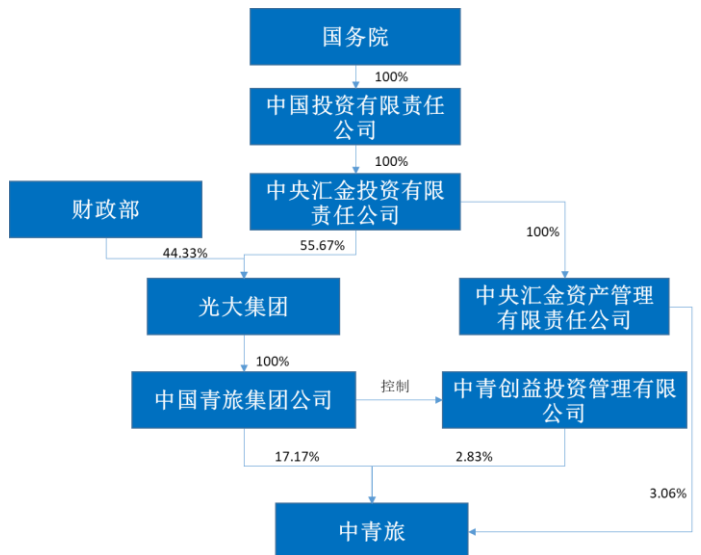 国务院
100%
中国投资有限责任
公司
100%
中央汇金投资有限
责任公司
财政部
100%
44.33%
55.67%
光大集团
中央汇金资产管理
有限责任公司
100%
中国青旅集团公司
控制
中青创益投资管理有限
公司
17.17%
2.83%
3.06%
中青旅